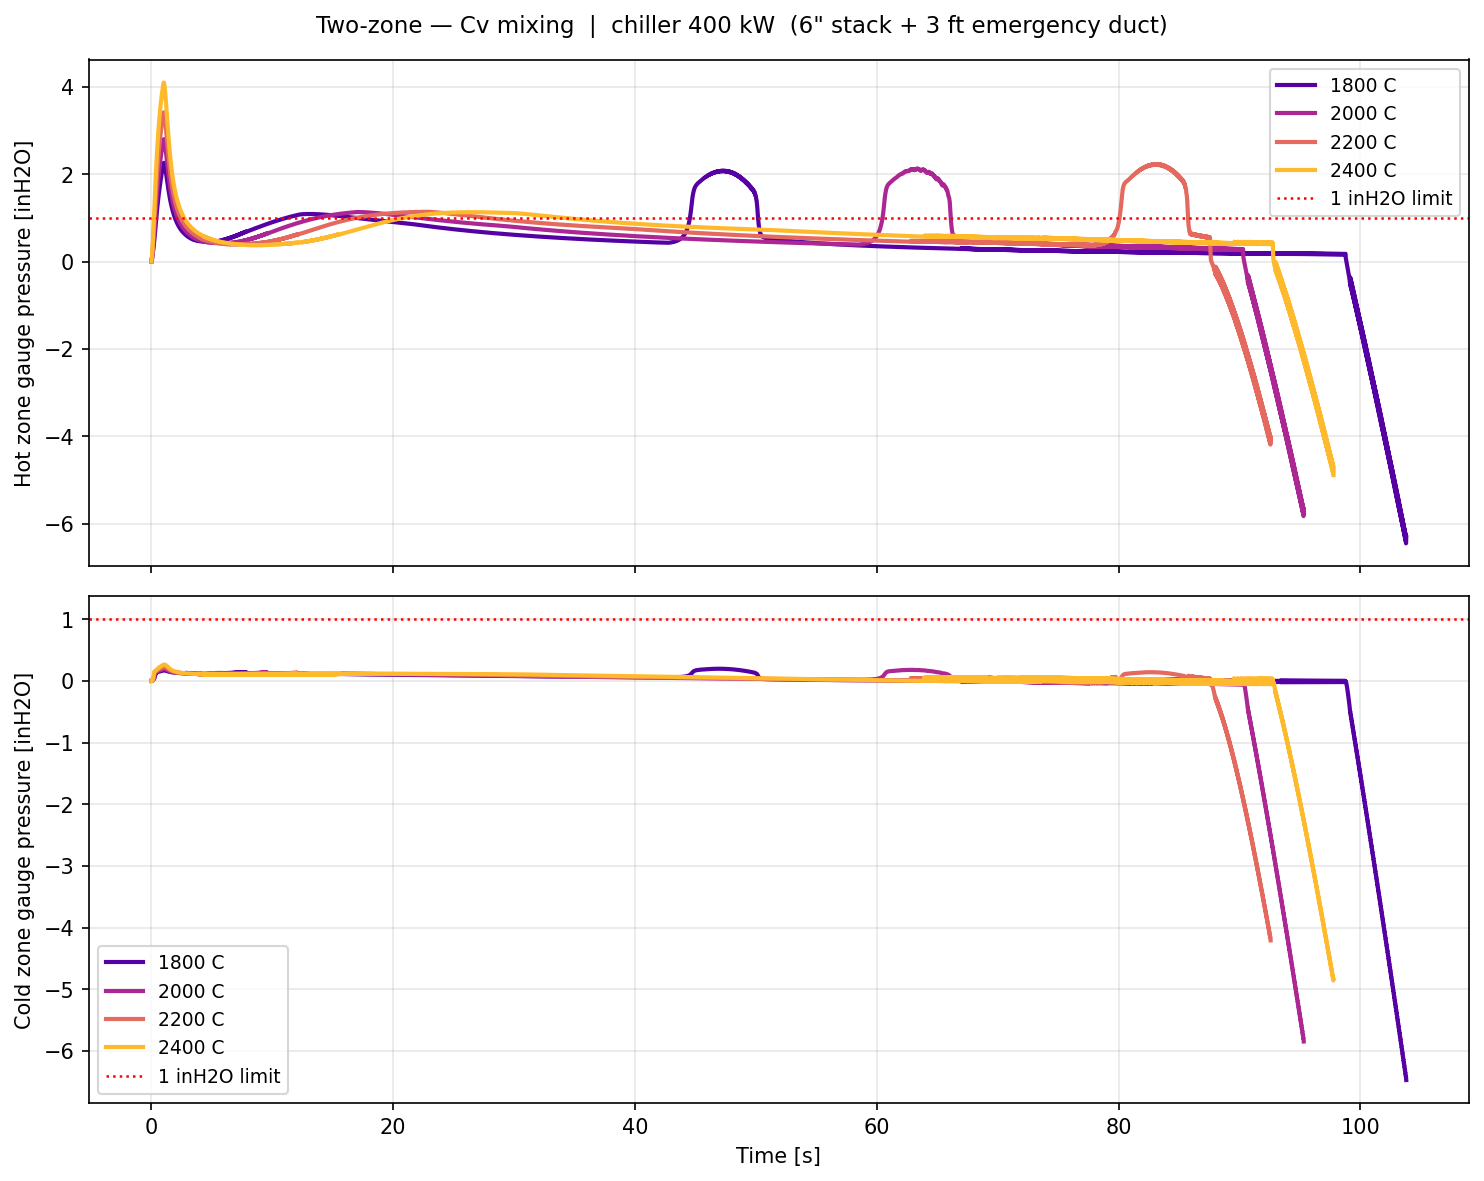 Two-zone — Cv mixing | chiller 400 kW (6" stack + 3 ft emergency duct)
Hot zone gauge pressure [inH2O]
4
2
0
−2
−4
−6
1800 C
2000 C
2200 C
2400 C
1 inH2O limit
Cold zone gauge pressure [inH2O]
1
0
−1
−2
−3
−4
−5
−6
1800 C
2000 C
2200 C
2400 C
1 inH2O limit
0
20
40
60
80
100
Time [s]